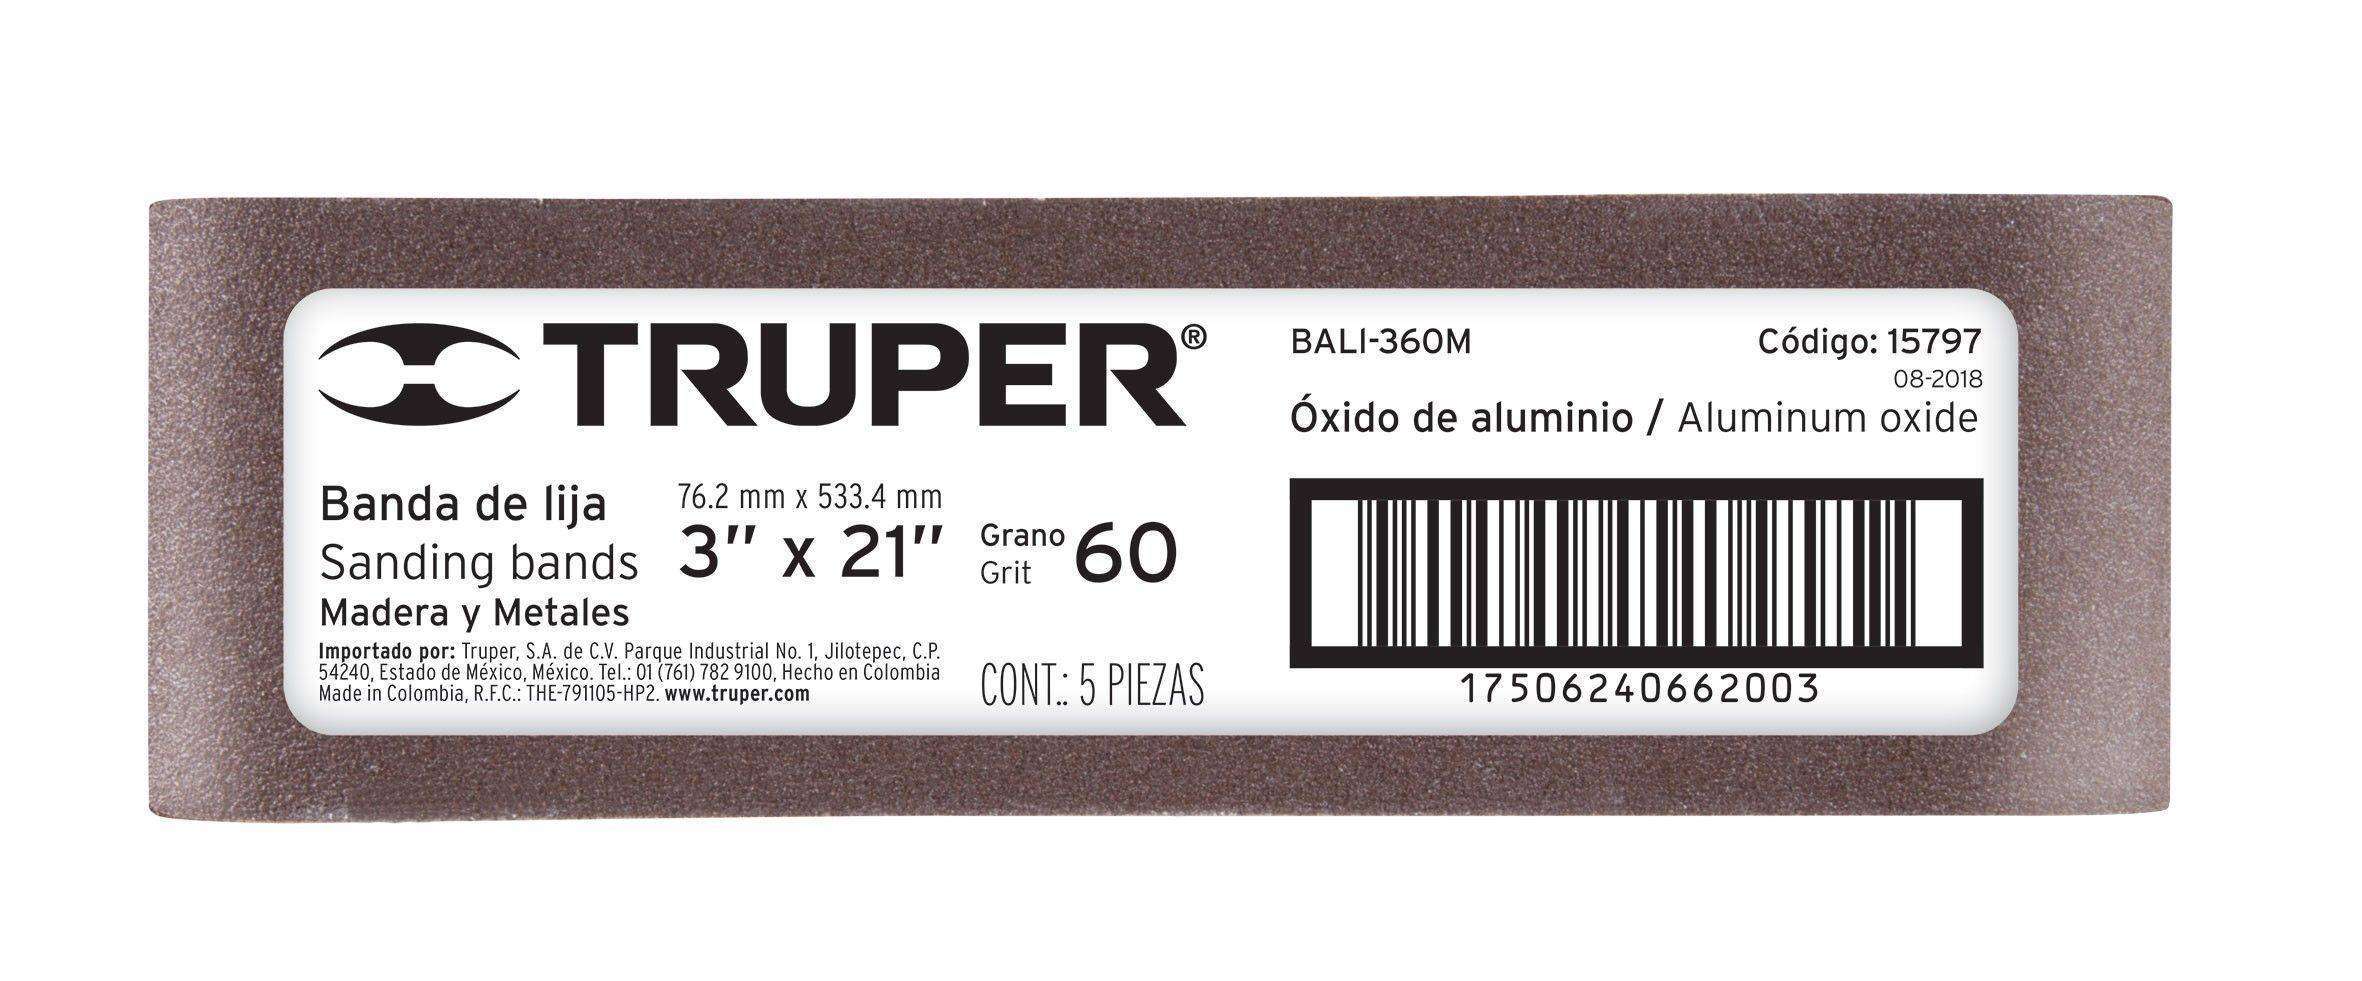 TRUPER®
BALI-360M
Código: 15797
08-2018
Óxido de aluminio / Aluminum oxide
Banda de lija
Sanding bands
Madera y Metales
76.2 mm x 533.4 mm
3" x 21"
Grano
Grit
60
Importado por: Truper, S.A. de C.V. Parque Industrial No. 1, Jilotepec, C.P.
54240, Estado de México, México. Tel.: 01 (761) 782 9100, Hecho en Colombia
Made in Colombia, R.F.C.: THE-791105-HP2. www.truper.com
CONT.: 5 PIEZAS
17506240662003